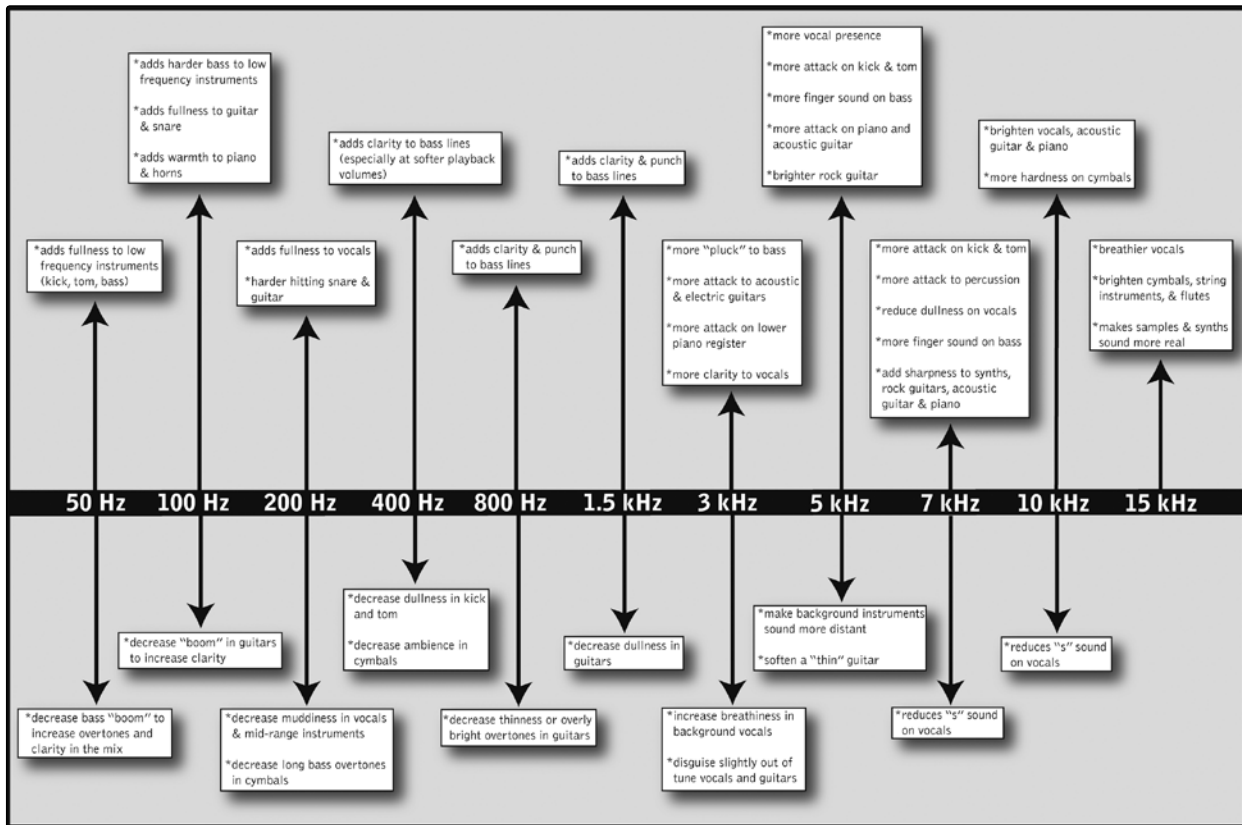 *adds harder bass to low
frequency instruments
*adds fullness to guitar
& snare
*adds warmth to piano
& horns
*more vocal presence
*more attack on kick & tom
*more finger sound on bass
*more attack on piano and
acoustic guitar
*brighter rock guitar
*adds clarity to bass lines
(especially at softer playback
volumes)
*adds clarity & punch
to bass lines
*brighten vocals, acoustic
guitar & piano
*more hardness on cymbals
*adds fullness to low
frequency instruments
(kick, tom, bass)
*adds fullness to vocals
*harder hitting snare &
guitar
*adds clarity & punch
to bass lines
*more "pluck" to bass
*more attack to acoustic
& electric guitars
*more attack on lower
piano register
*more clarity to vocals
*more attack on kick & tom
*more attack to percussion
*reduce dullness on vocals
*more finger sound on bass
*add sharpness to synths,
rock guitars, acoustic
guitar & piano
*breathier vocals
*brighten cymbals, string
instruments, & flutes
*makes samples & synths
sound more real
50 Hz 100 Hz 200 Hz 400 Hz 800 Hz 1.5 kHz 3 kHz 5 kHz 7 kHz 10 kHz 15 kHz
*decrease "boom" in guitars
to increase clarity
*decrease dullness in kick
and tom
*decrease ambience in
cymbals
*decrease dullness in
guitars
*make background instruments
sound more distant
*soften a "thin" guitar
*reduces "s" sound
on vocals
*decrease bass "boom" to
increase overtones and
clarity in the mix
*decrease muddiness in vocals
& mid-range instruments
*decrease long bass overtones
in cymbals
*decrease thinness or overly
bright overtones in guitars
*increase breathiness in
background vocals
*disguise slightly out of
tune vocals and guitars
*reduces "s" sound
on vocals